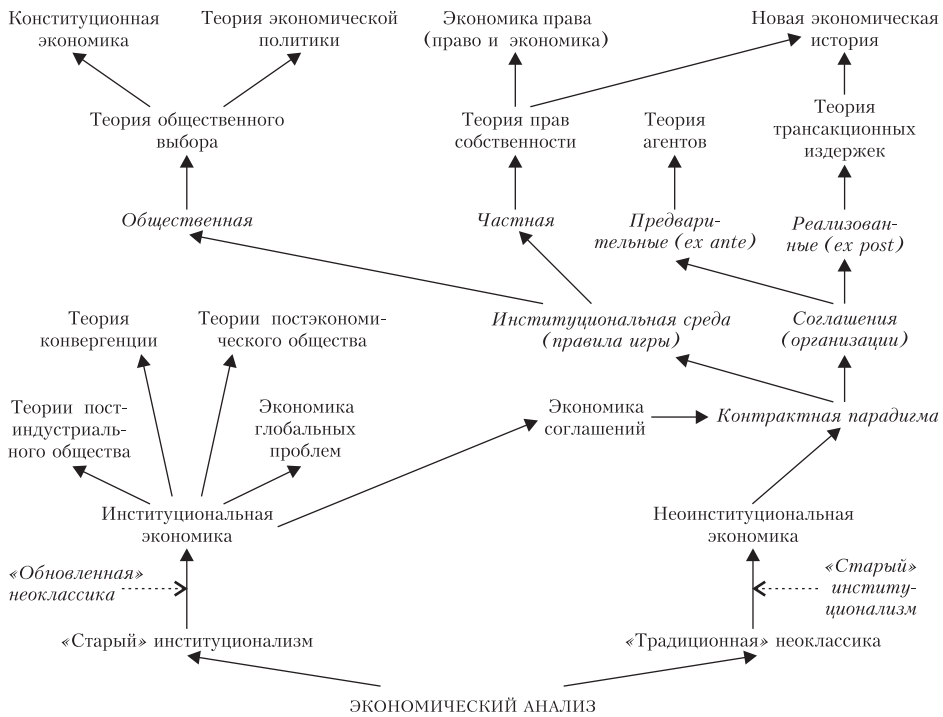 Конституционная
экономика
Теория экономической
политики
Экономика права
(право и экономика)
Новая экономическая
история
Теория общественного
выбора
Теория прав
собственности
Теория
агентов
Теория
трансакционных
издержек
Общественная
Частная
Предвари-
тельные (ex ante)
Реализован-
ные (ex post)
Теория
конвергенции
Теории постэкономи-
ческого общества
Институциональная среда
(правила игры)
Соглашения
(организации)
Теории пост-
индустриаль-
ного общества
Экономика
глобальных
проблем
Экономика
соглашений
Контрактная парадигма
Институциональная
экономика
Неоинституциональная
экономика
«Обновленная»
неоклассика
«Старый»
институ-
ционализм
«Старый» институционализм
«Традиционная» неоклассика
ЭКОНОМИЧЕСКИЙ АНАЛИЗ